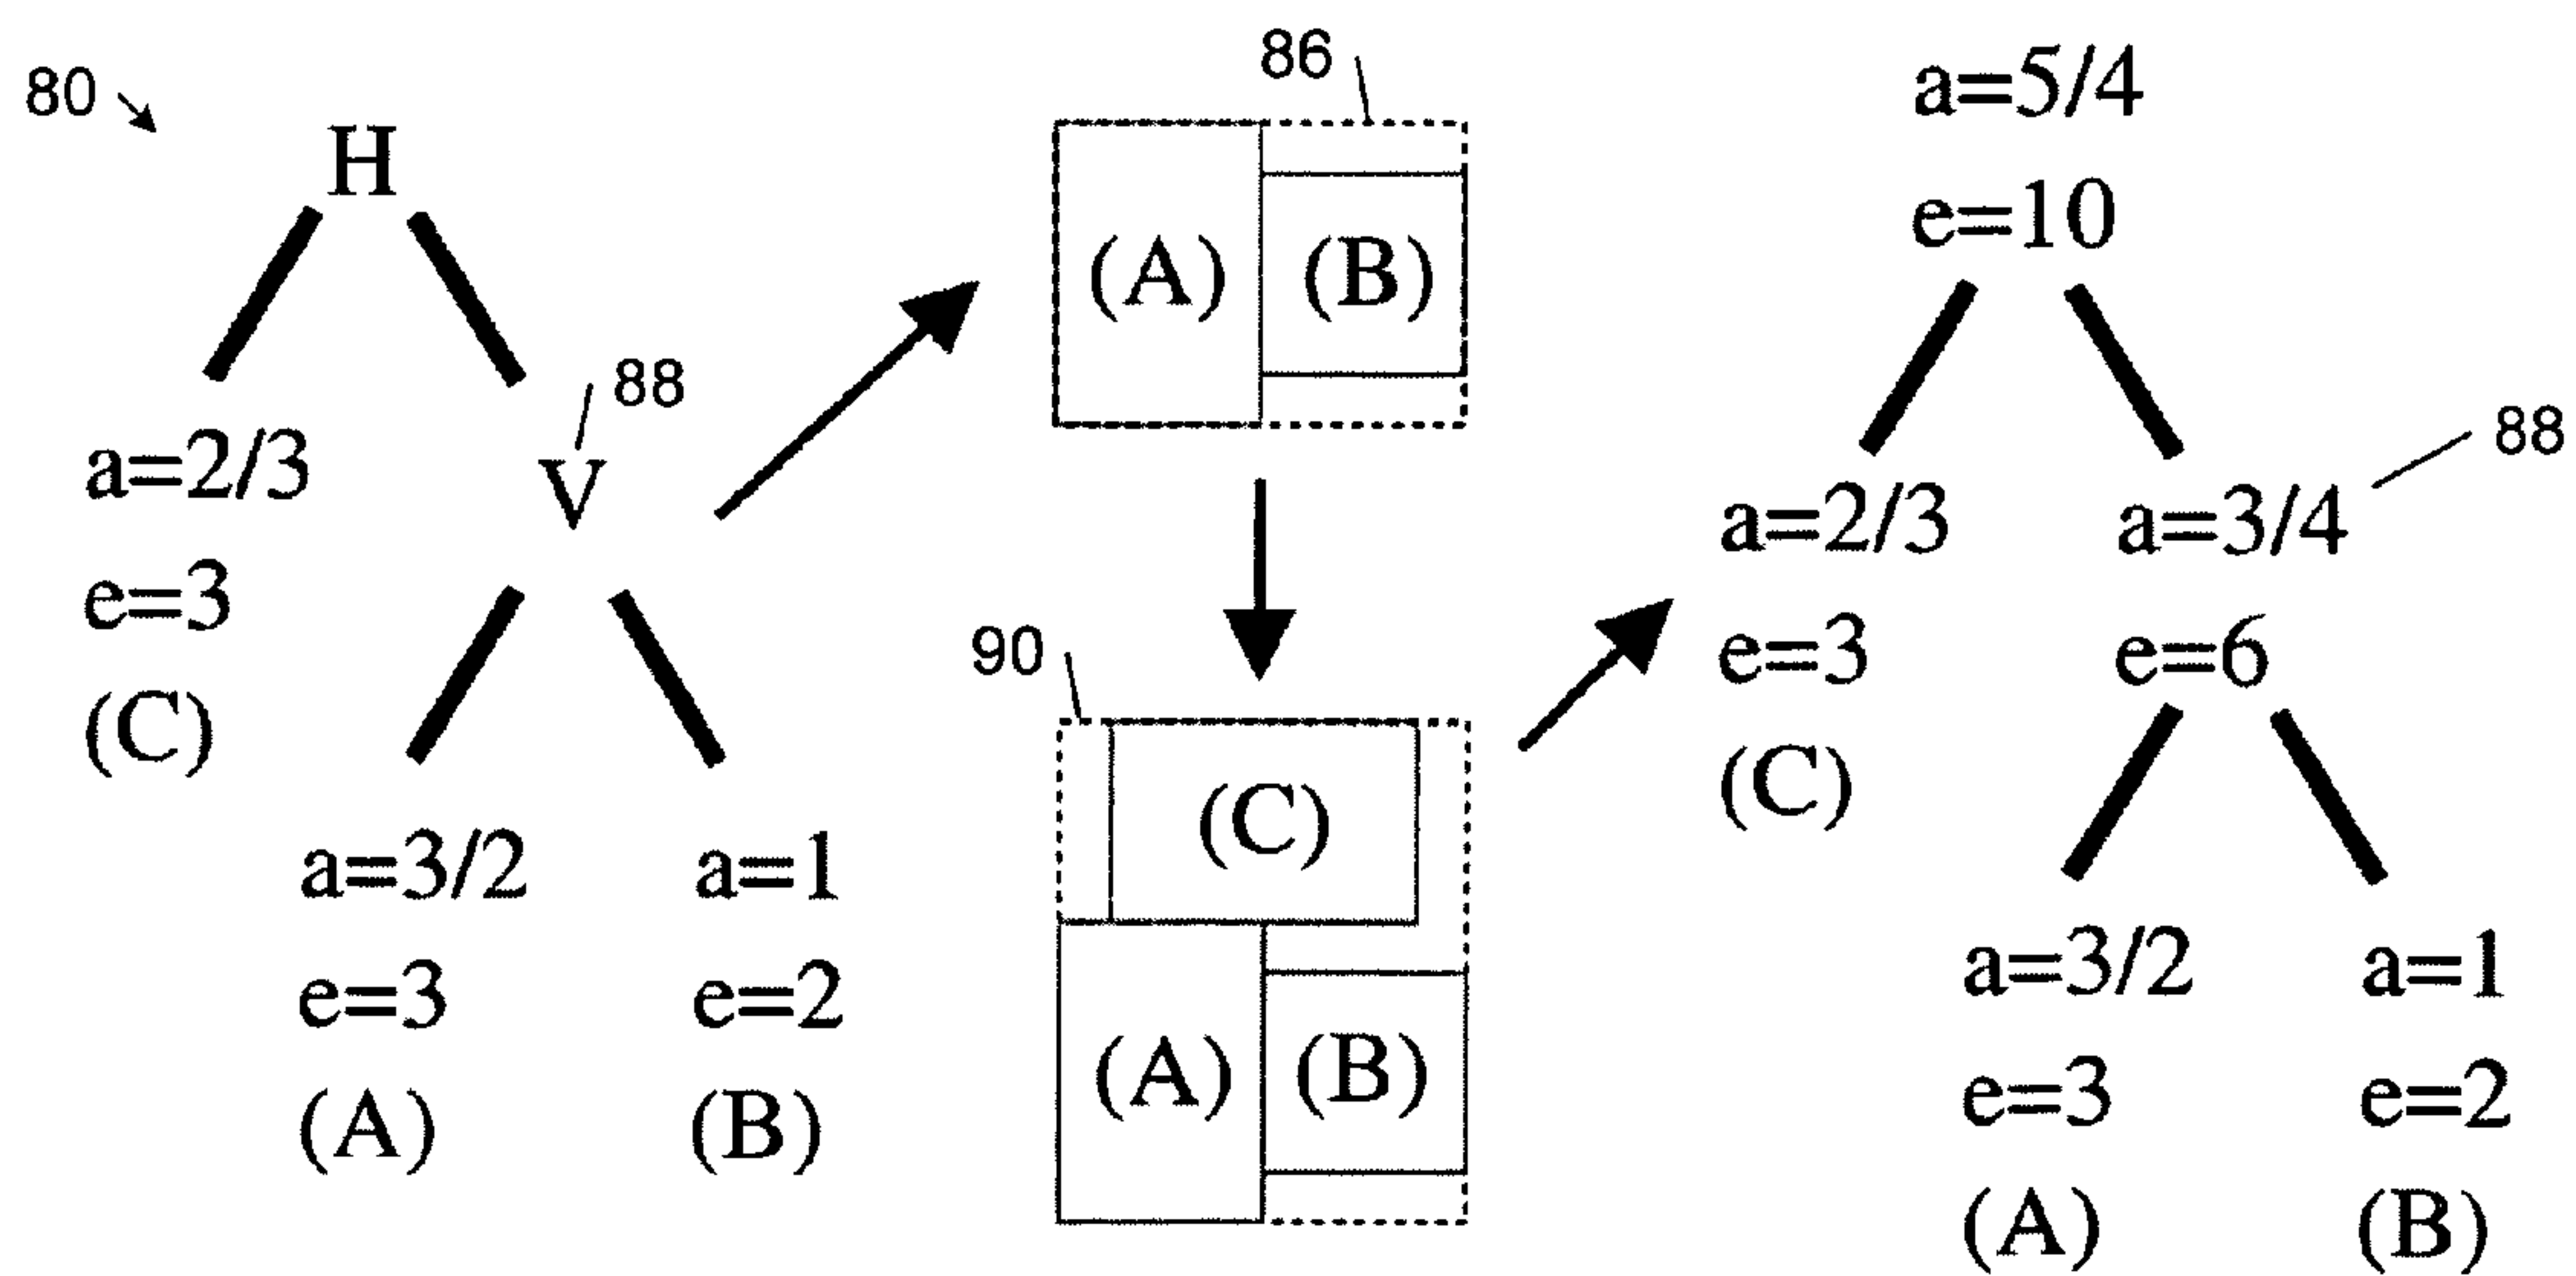 80
H
88
a=2/3
V
e=3
(C)
a=3/2
a=1
e=3
e=2
(A)
(B)
86
(A)
(B)
90
(C)
(A)
(B)
a=5/4
e=10
88
a=2/3
a=3/4
e=3
e=6
(C)
a=3/2
a=1
e=3
e=2
(A)
(B)